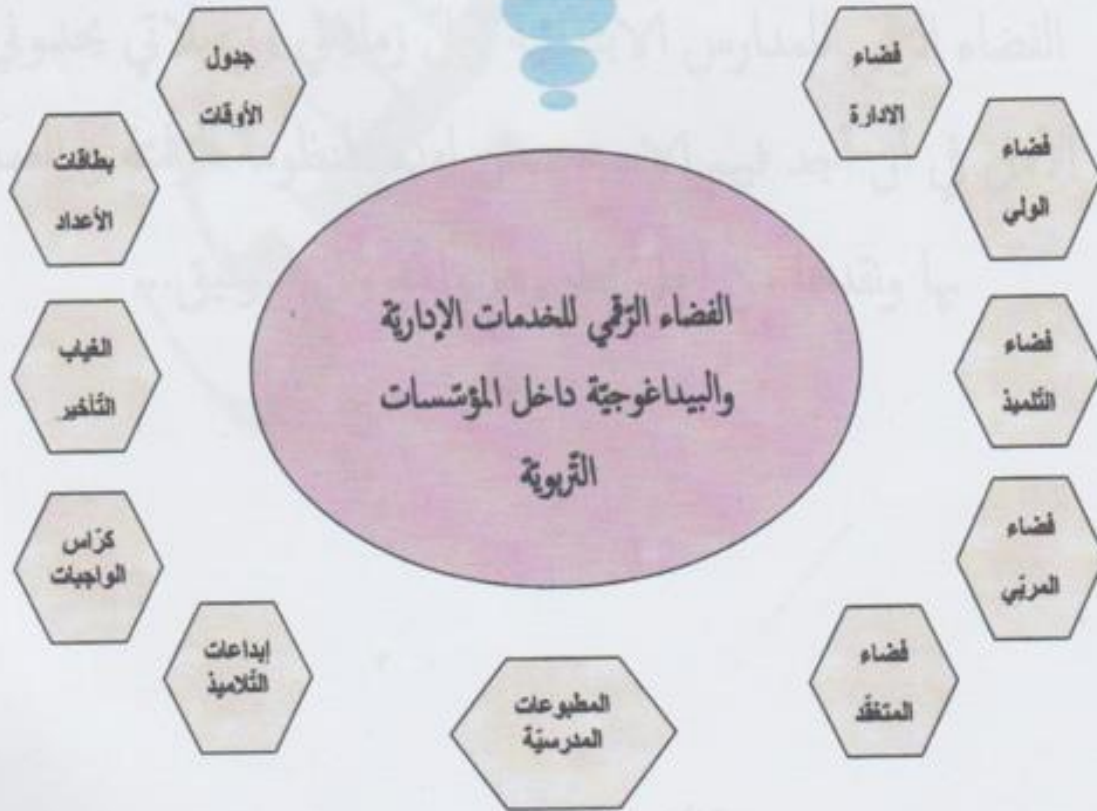 فضاء
الادارة
جدول
الأوقات
فضاء
الولي
بطاقات
الأعداد
الفضاء الرّقمي للخدمات الإداريّة
والبيداغوجيّة داخل المؤسّسات
التّربويّة
فضاء
التّلميذ
الغياب
التّأخير
فضاء
المربّي
كرّاس
الواجبات
فضاء
المتفقّد
إبداعات
التّلاميذ
المطبوعات
المدرسيّة